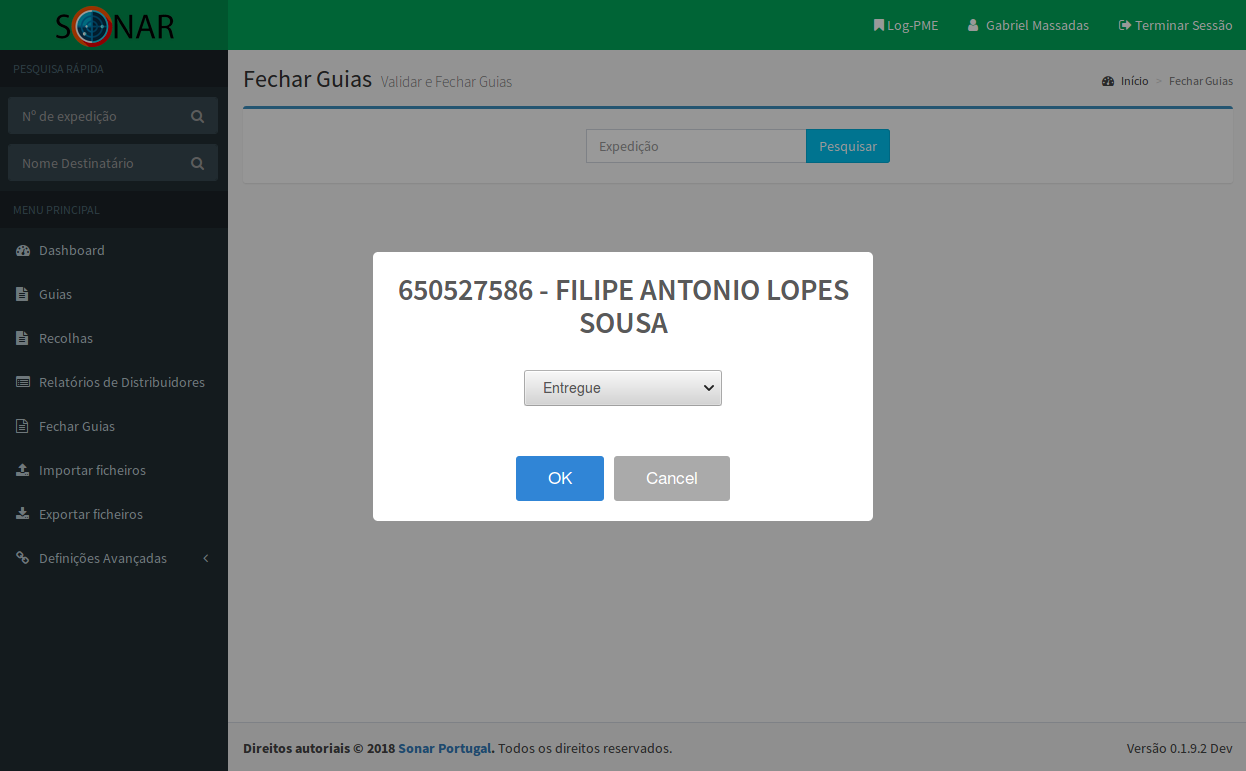 SONAR
Log-PME
Gabriel Massadas
Terminar Sessão
PESQUISA RÁPIDA
Nº de expedição
Nome Destinatário
MENU PRINCIPAL
Dashboard
Guias
Recolhas
Relatórios de Distribuidores
Fechar Guias
Importar ficheiros
Exportar ficheiros
Definições Avançadas
Fechar Guias Validar e Fechar Guias
Início > Fechar Guias
Expedição
Pesquisar
650527586 - FILIPE ANTONIO LOPES
SOUSA
Entregue
OK
Cancel
Direitos autoriais © 2018 Sonar Portugal. Todos os direitos reservados.
Versão 0.1.9.2 Dev